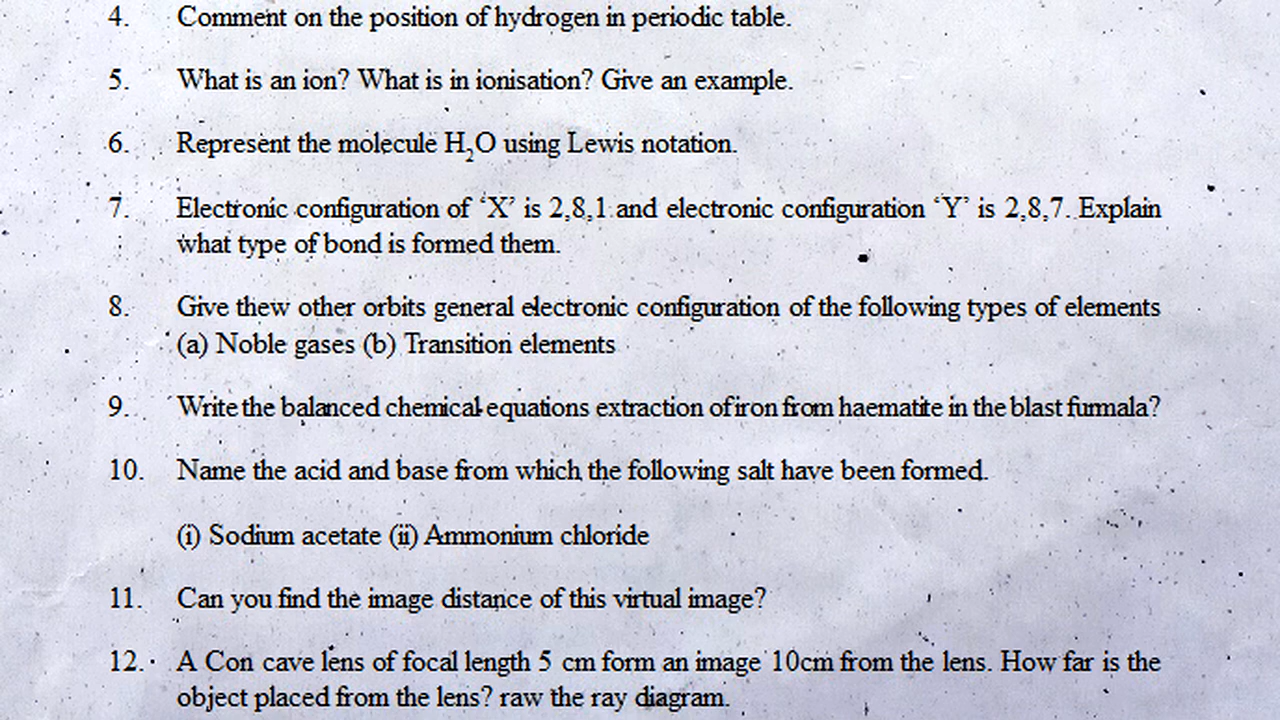 4. Comment on the position of hydrogen in periodic table.
5. What is an ion? What is in ionisation? Give an example.
6. Represent the molecule H₂O using Lewis notation.
7. Electronic configuration of ‘X’ is 2,8,1 and electronic configuration ‘Y’ is 2,8,7. Explain
what type of bond is formed them.
8. Give thew other orbits general electronic configuration of the following types of elements
(a) Noble gases (b) Transition elements
9. Write the balanced chemical equations extraction of iron from haematite in the blast furmala?
10. Name the acid and base from which the following salt have been formed.
(i) Sodium acetate (ii) Ammonium chloride
11. Can you find the image distance of this virtual image?
12. A Con cave lens of focal length 5 cm form an image 10cm from the lens. How far is the
object placed from the lens? raw the ray diagram.